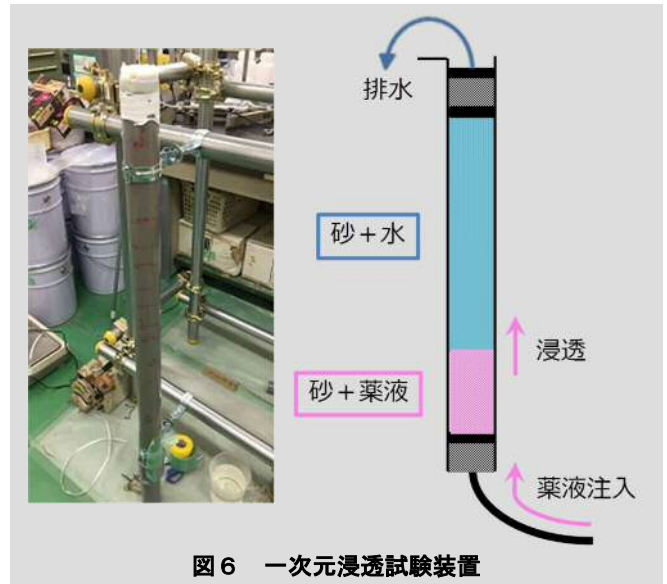 排水
砂＋水
浸透
砂＋薬液
薬液注入
図６　一次元浸透試験装置